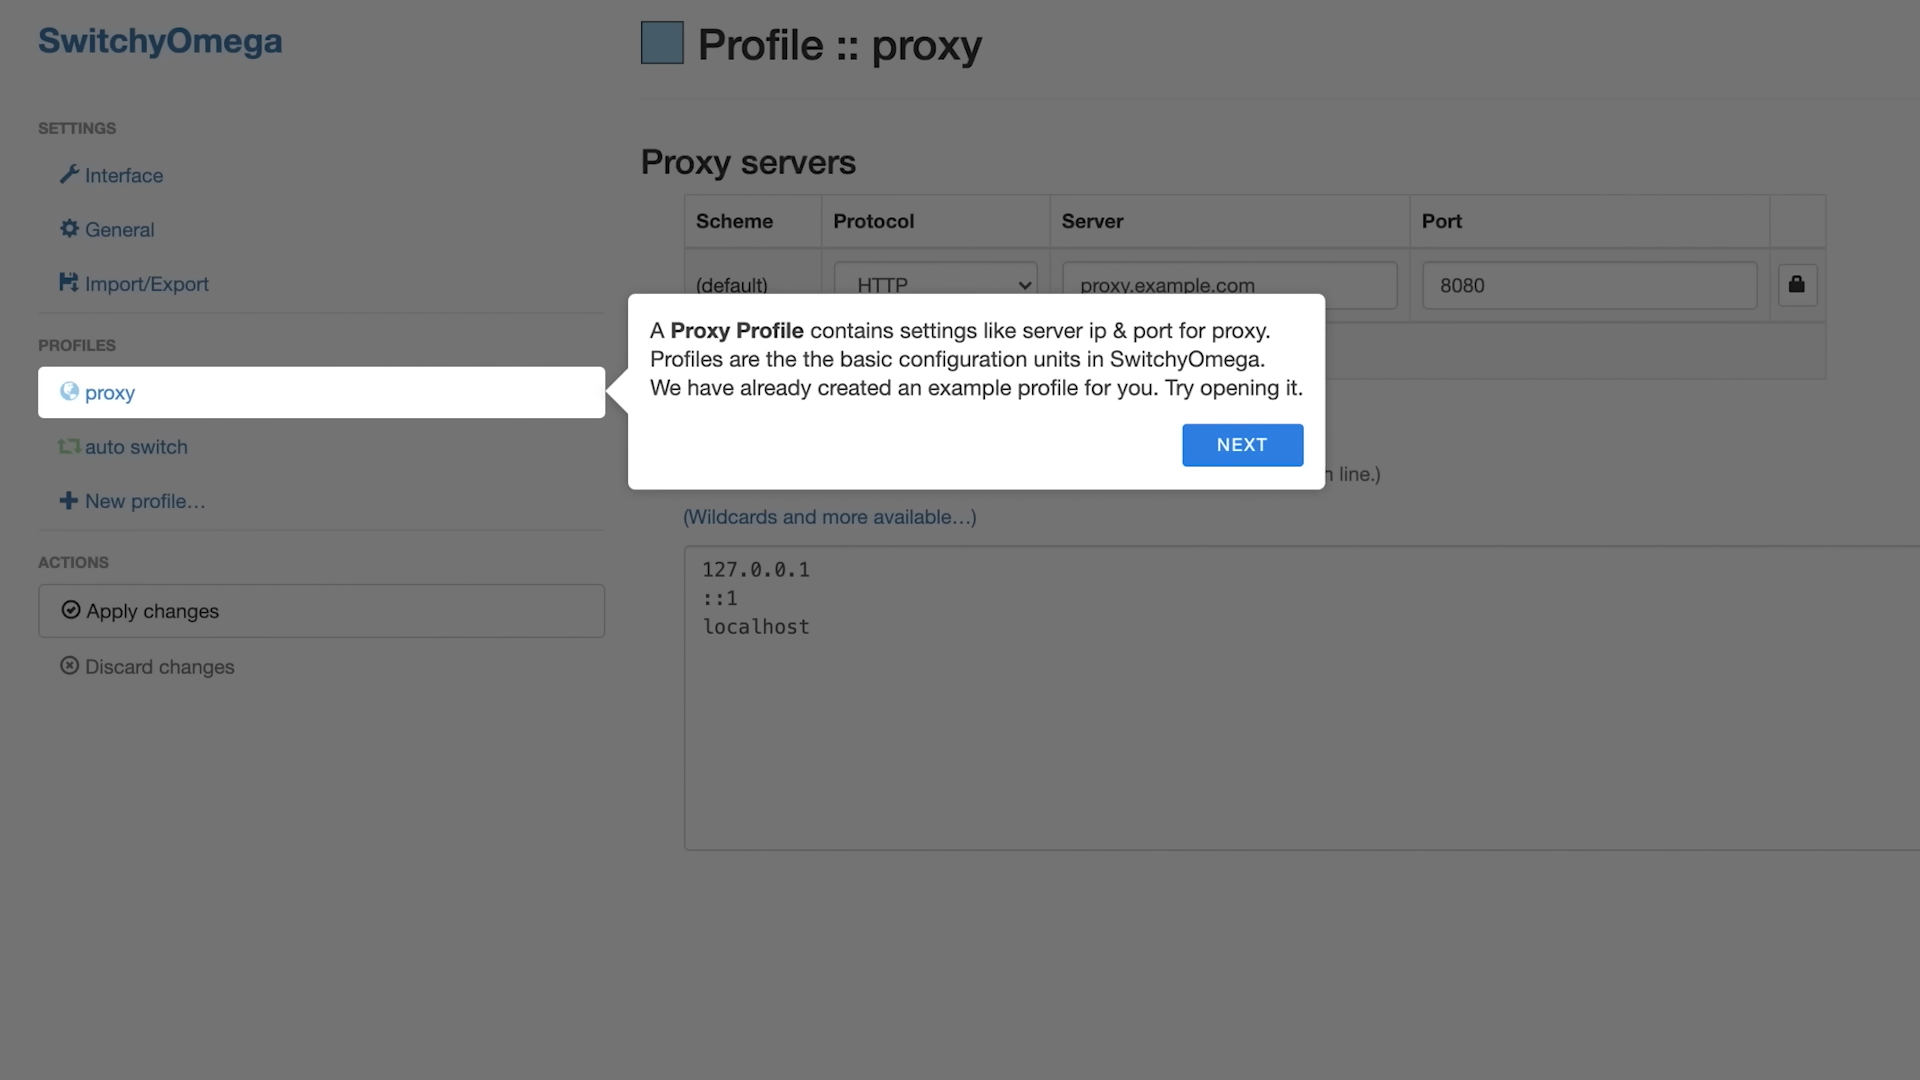 SwitchyOmega
SETTINGS
Interface
General
Import/Export
PROFILES
proxy
auto switch
New profile…
ACTIONS
Apply changes
Discard changes
Profile :: proxy
Proxy servers
Scheme Protocol Server Port
(default) HTTP proxy.example.com 8080
A Proxy Profile contains settings like server ip & port for proxy.
Profiles are the the basic configuration units in SwitchyOmega.
We have already created an example profile for you. Try opening it.
NEXT
line.)
(Wildcards and more available…)
127.0.0.1
::1
localhost